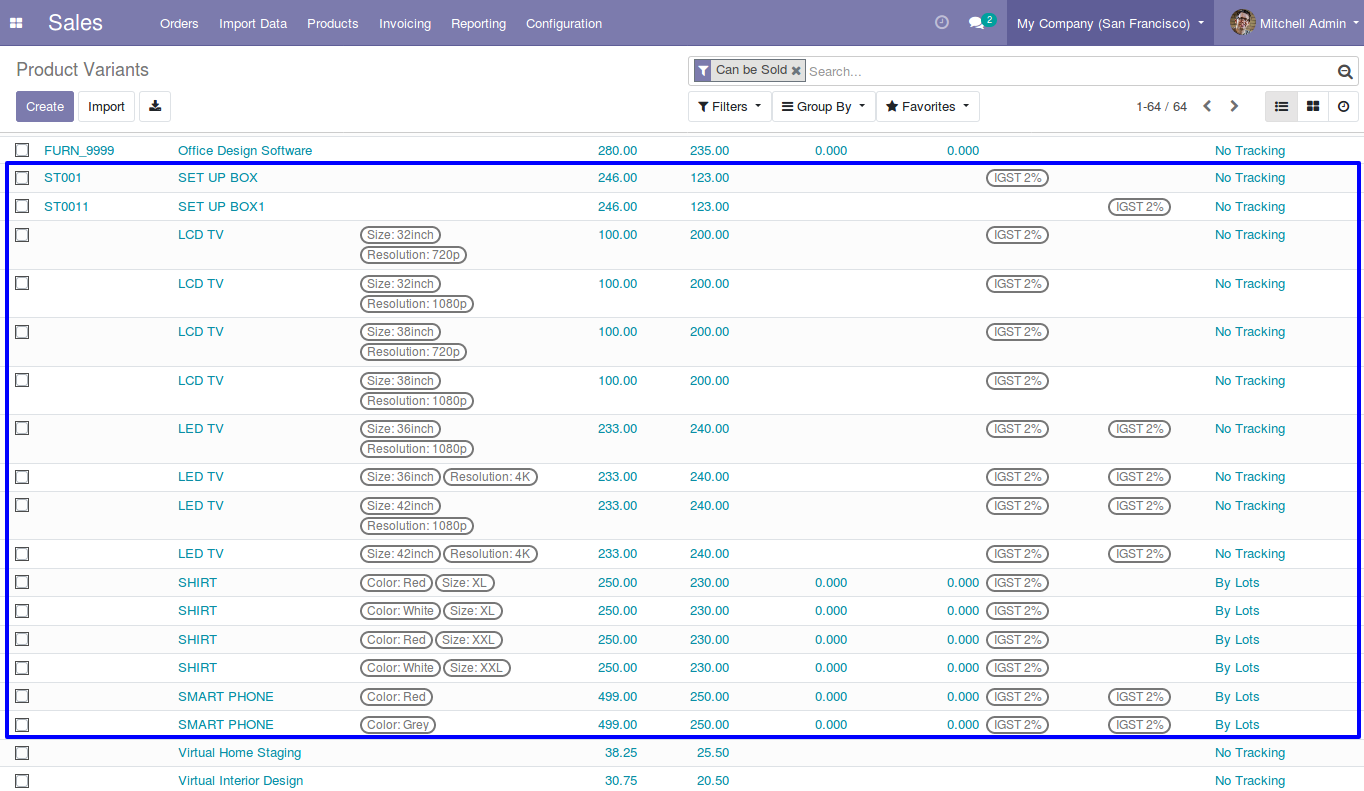 Sales Orders Import Data Products Invoicing Reporting Configuration 2 My Company (San Francisco) Mitchell Admin
Product Variants Can be Sold Search...
Create Import Filters Group By Favorites 1-64 / 64
FURN_9999 Office Design Software 280.00 235.00 0.000 0.000 No Tracking
ST001 SET UP BOX 246.00 123.00 IGST 2% No Tracking
ST0011 SET UP BOX1 246.00 123.00 IGST 2% No Tracking
LCD TV Size: 32inch 100.00 200.00 IGST 2% No Tracking
Resolution: 720p
LCD TV Size: 32inch 100.00 200.00 IGST 2% No Tracking
Resolution: 1080p
LCD TV Size: 38inch 100.00 200.00 IGST 2% No Tracking
Resolution: 720p
LCD TV Size: 38inch 100.00 200.00 IGST 2% No Tracking
Resolution: 1080p
LED TV Size: 36inch 233.00 240.00 IGST 2% IGST 2% No Tracking
Resolution: 1080p
LED TV Size: 36inch Resolution: 4K 233.00 240.00 IGST 2% IGST 2% No Tracking
LED TV Size: 42inch 233.00 240.00 IGST 2% IGST 2% No Tracking
Resolution: 1080p
LED TV Size: 42inch Resolution: 4K 233.00 240.00 IGST 2% IGST 2% No Tracking
SHIRT Color: Red Size: XL 250.00 230.00 0.000 0.000 IGST 2% By Lots
SHIRT Color: White Size: XL 250.00 230.00 0.000 0.000 IGST 2% By Lots
SHIRT Color: Red Size: XXL 250.00 230.00 0.000 0.000 IGST 2% By Lots
SHIRT Color: White Size: XXL 250.00 230.00 0.000 0.000 IGST 2% By Lots
SMART PHONE Color: Red 499.00 250.00 0.000 0.000 IGST 2% IGST 2% By Lots
SMART PHONE Color: Grey 499.00 250.00 0.000 0.000 IGST 2% IGST 2% By Lots
Virtual Home Staging 38.25 25.50 No Tracking
Virtual Interior Design 30.75 20.50 No Tracking